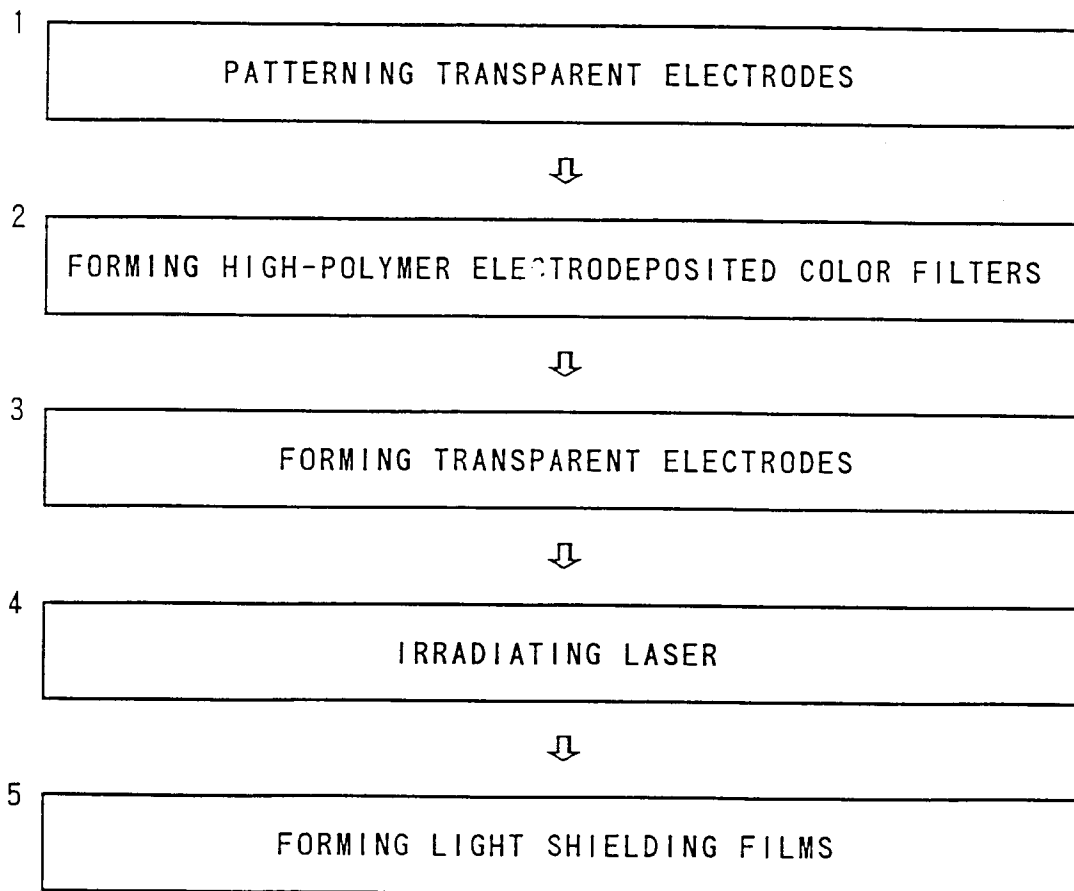 1
PATTERNING TRANSPARENT ELECTRODES
2
FORMING HIGH-POLYMER ELECTRODEPOSITED COLOR FILTERS
3
FORMING TRANSPARENT ELECTRODES
4
IRRADIATING LASER
5
FORMING LIGHT SHIELDING FILMS